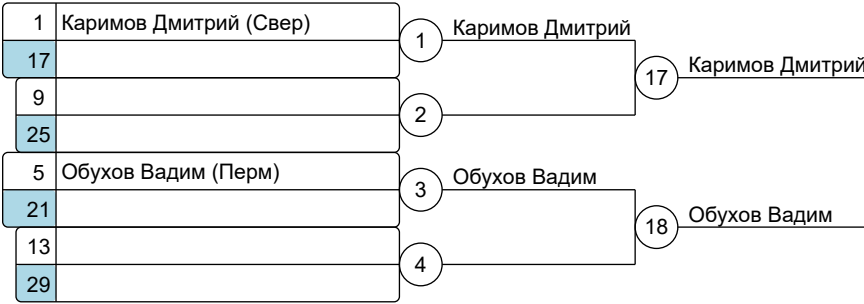 1 Каримов Дмитрий (Свер)
17
1 Каримов Дмитрий
17 Каримов Дмитрий
9
25
2
5 Обухов Вадим (Перм)
21
3 Обухов Вадим
18 Обухов Вадим
13
29
4